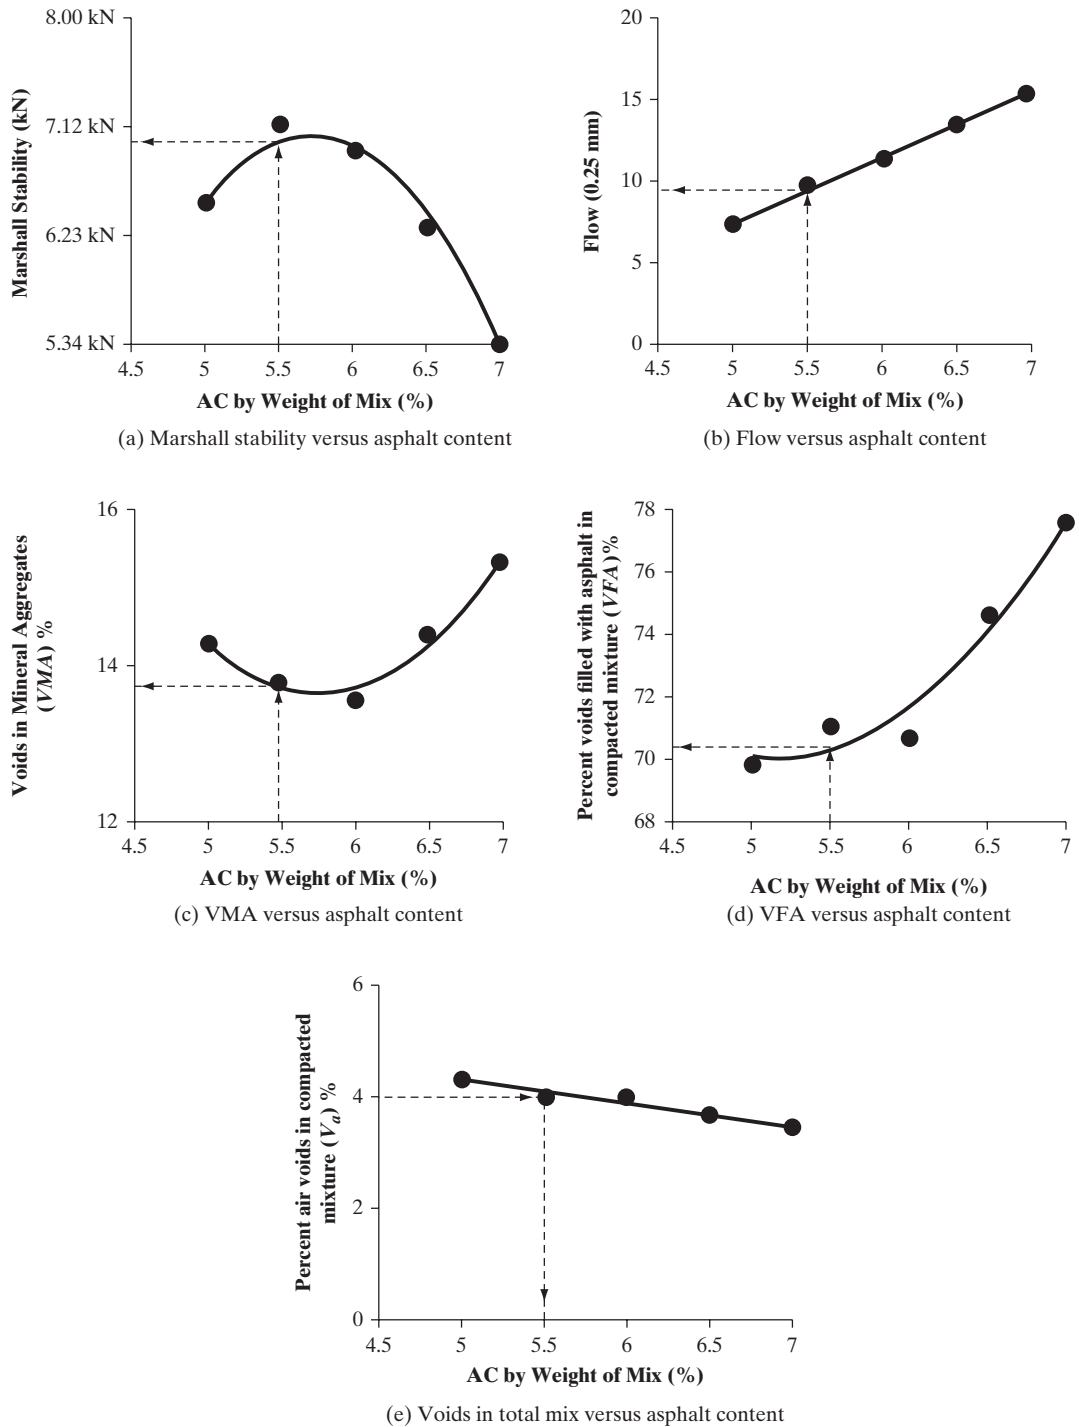 8.00 kN
7.12 kN
6.23 kN
5.34 kN
Marshall Stability (kN)
4.5 5 5.5 6 6.5 7
AC by Weight of Mix (%)
(a) Marshall stability versus asphalt content
20
15
10
5
0
Flow (0.25 mm)
4.5 5 5.5 6 6.5 7
AC by Weight of Mix (%)
(b) Flow versus asphalt content
16
14
12
Voids in Mineral Aggregates
(VMA) %
4.5 5 5.5 6 6.5 7
AC by Weight of Mix (%)
(c) VMA versus asphalt content
78
76
74
72
70
68
Percent voids filled with asphalt in
compacted mixture (VFA)%
4.5 5 5.5 6 6.5 7
AC by Weight of Mix (%)
(d) VFA versus asphalt content
6
4
2
0
Percent air voids in compacted
mixture (Va) %
4.5 5 5.5 6 6.5 7
AC by Weight of Mix (%)
(e) Voids in total mix versus asphalt content